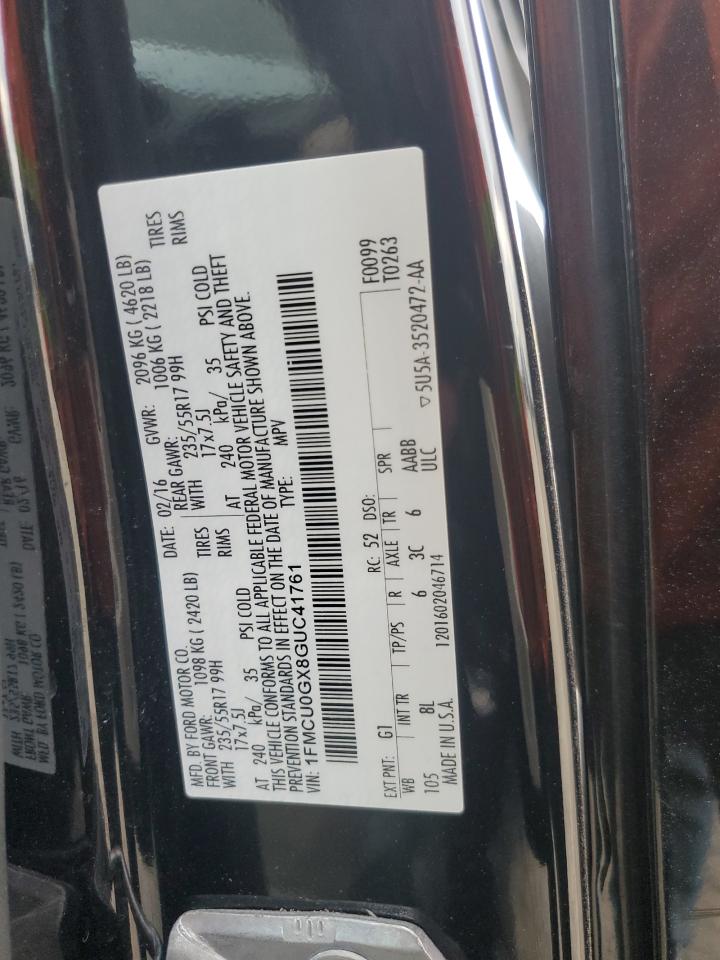 MFD. BY FORD MOTOR CO.
DATE: 02/16 GVWR: 2096 KG ( 4620 LB)
FRONT GAWR: 1098 KG ( 2420 LB) REAR GAWR: 1006 KG ( 2218 LB)
WITH 235/55R17 99H TIRES WITH 235/55R17 99H TIRES
17x7.5J RIMS 17x7.5J RIMS
AT 240 kPa/ 35 PSI COLD AT 240 kPa/ 35 PSI COLD
THIS VEHICLE CONFORMS TO ALL APPLICABLE FEDERAL MOTOR VEHICLE SAFETY AND THEFT
PREVENTION STANDARDS IN EFFECT ON THE DATE OF MANUFACTURE SHOWN ABOVE.
VIN: 1FMCU0GX8GUC41761 TYPE: MPV
F0099
EXT PNT: G1 RC: 52 DSO: T0263
WB INT TR TP/PS R AXLE TR SPR
105 8L 6 3C 6 AABB
MADE IN U.S.A. 1201602046714 ULC ▽5U5A-3520472-AA